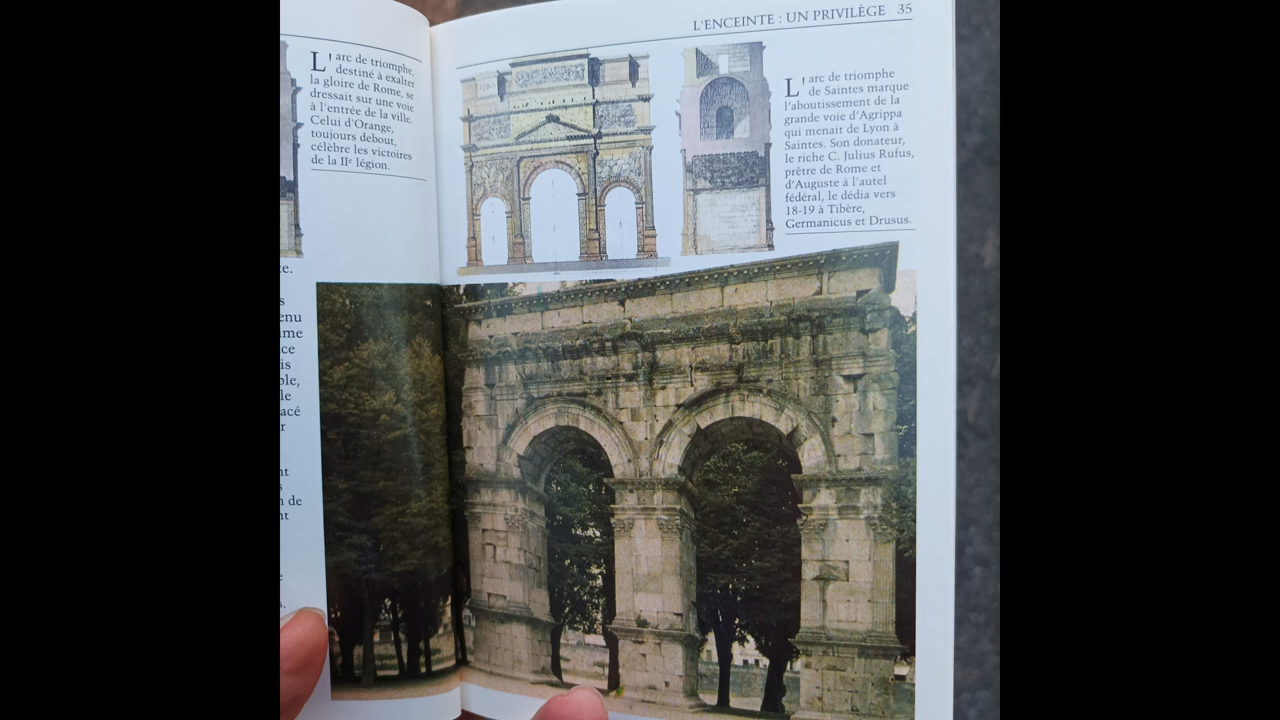 L'ENCEINTE : UN PRIVILÈGE 35
L'arc de triomphe,
destiné à exalter
la gloire de Rome, se
dressait sur une voie
à l'entrée de la ville.
Celui d'Orange,
toujours debout,
célèbre les victoires
de la IIe légion.
L'arc de triomphe
de Saintes marque
l'aboutissement de la
grande voie d'Agrippa
qui menait de Lyon à
Saintes. Son donateur,
le riche C. Julius Rufus,
prêtre de Rome et
d'Auguste à l'autel
fédéral, le dédia vers
18-19 à Tibère,
Germanicus et Drusus.